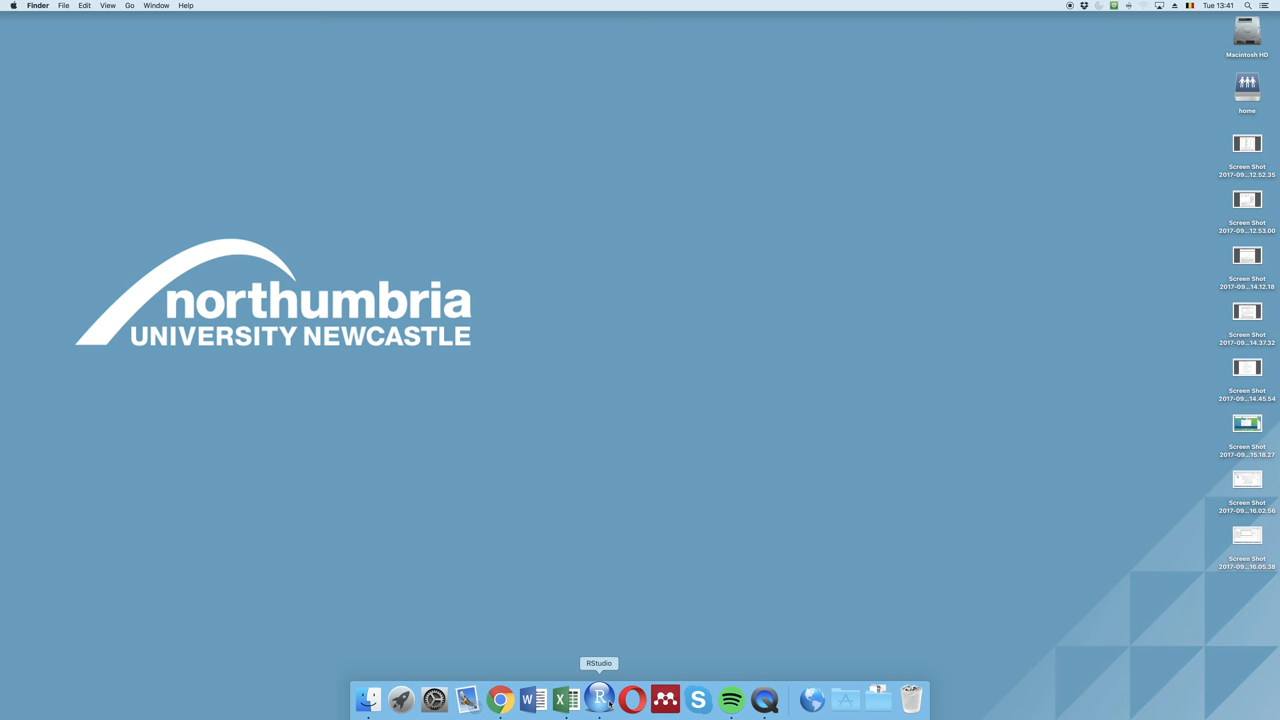 Finder File Edit View Go Window Help
Tue 13:41
Macintosh HD
home
Screen Shot
2017-09...12.52.35
Screen Shot
2017-09...12.53.00
Screen Shot
2017-09...14.12.18
Screen Shot
2017-09...14.37.32
Screen Shot
2017-09...14.45.54
Screen Shot
2017-09...15.18.27
Screen Shot
2017-09...16.02.56
Screen Shot
2017-09...16.05.38
northumbria
UNIVERSITY NEWCASTLE
RStudio